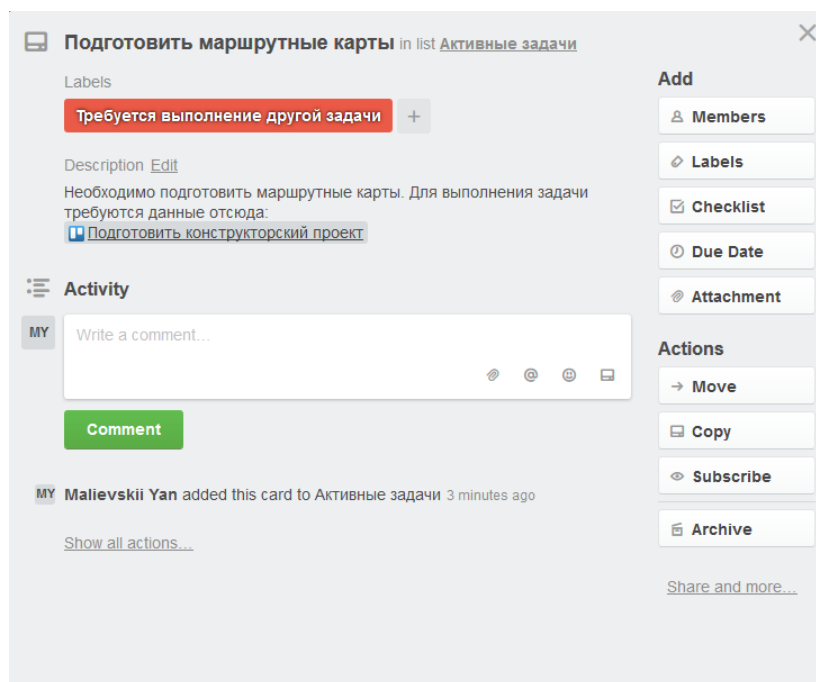 Подготовить маршрутные карты in list Активные задачи
Labels
Требуется выполнение другой задачи +
Description Edit
Необходимо подготовить маршрутные карты. Для выполнения задачи
требуются данные отсюда:
Подготовить конструкторский проект
Activity
MY
Write a comment…
@
Comment
MY Malievskii Yan added this card to Активные задачи 3 minutes ago
Show all actions…
Add
Members
Labels
Checklist
Due Date
Attachment
Actions
Move
Copy
Subscribe
Archive
Share and more…